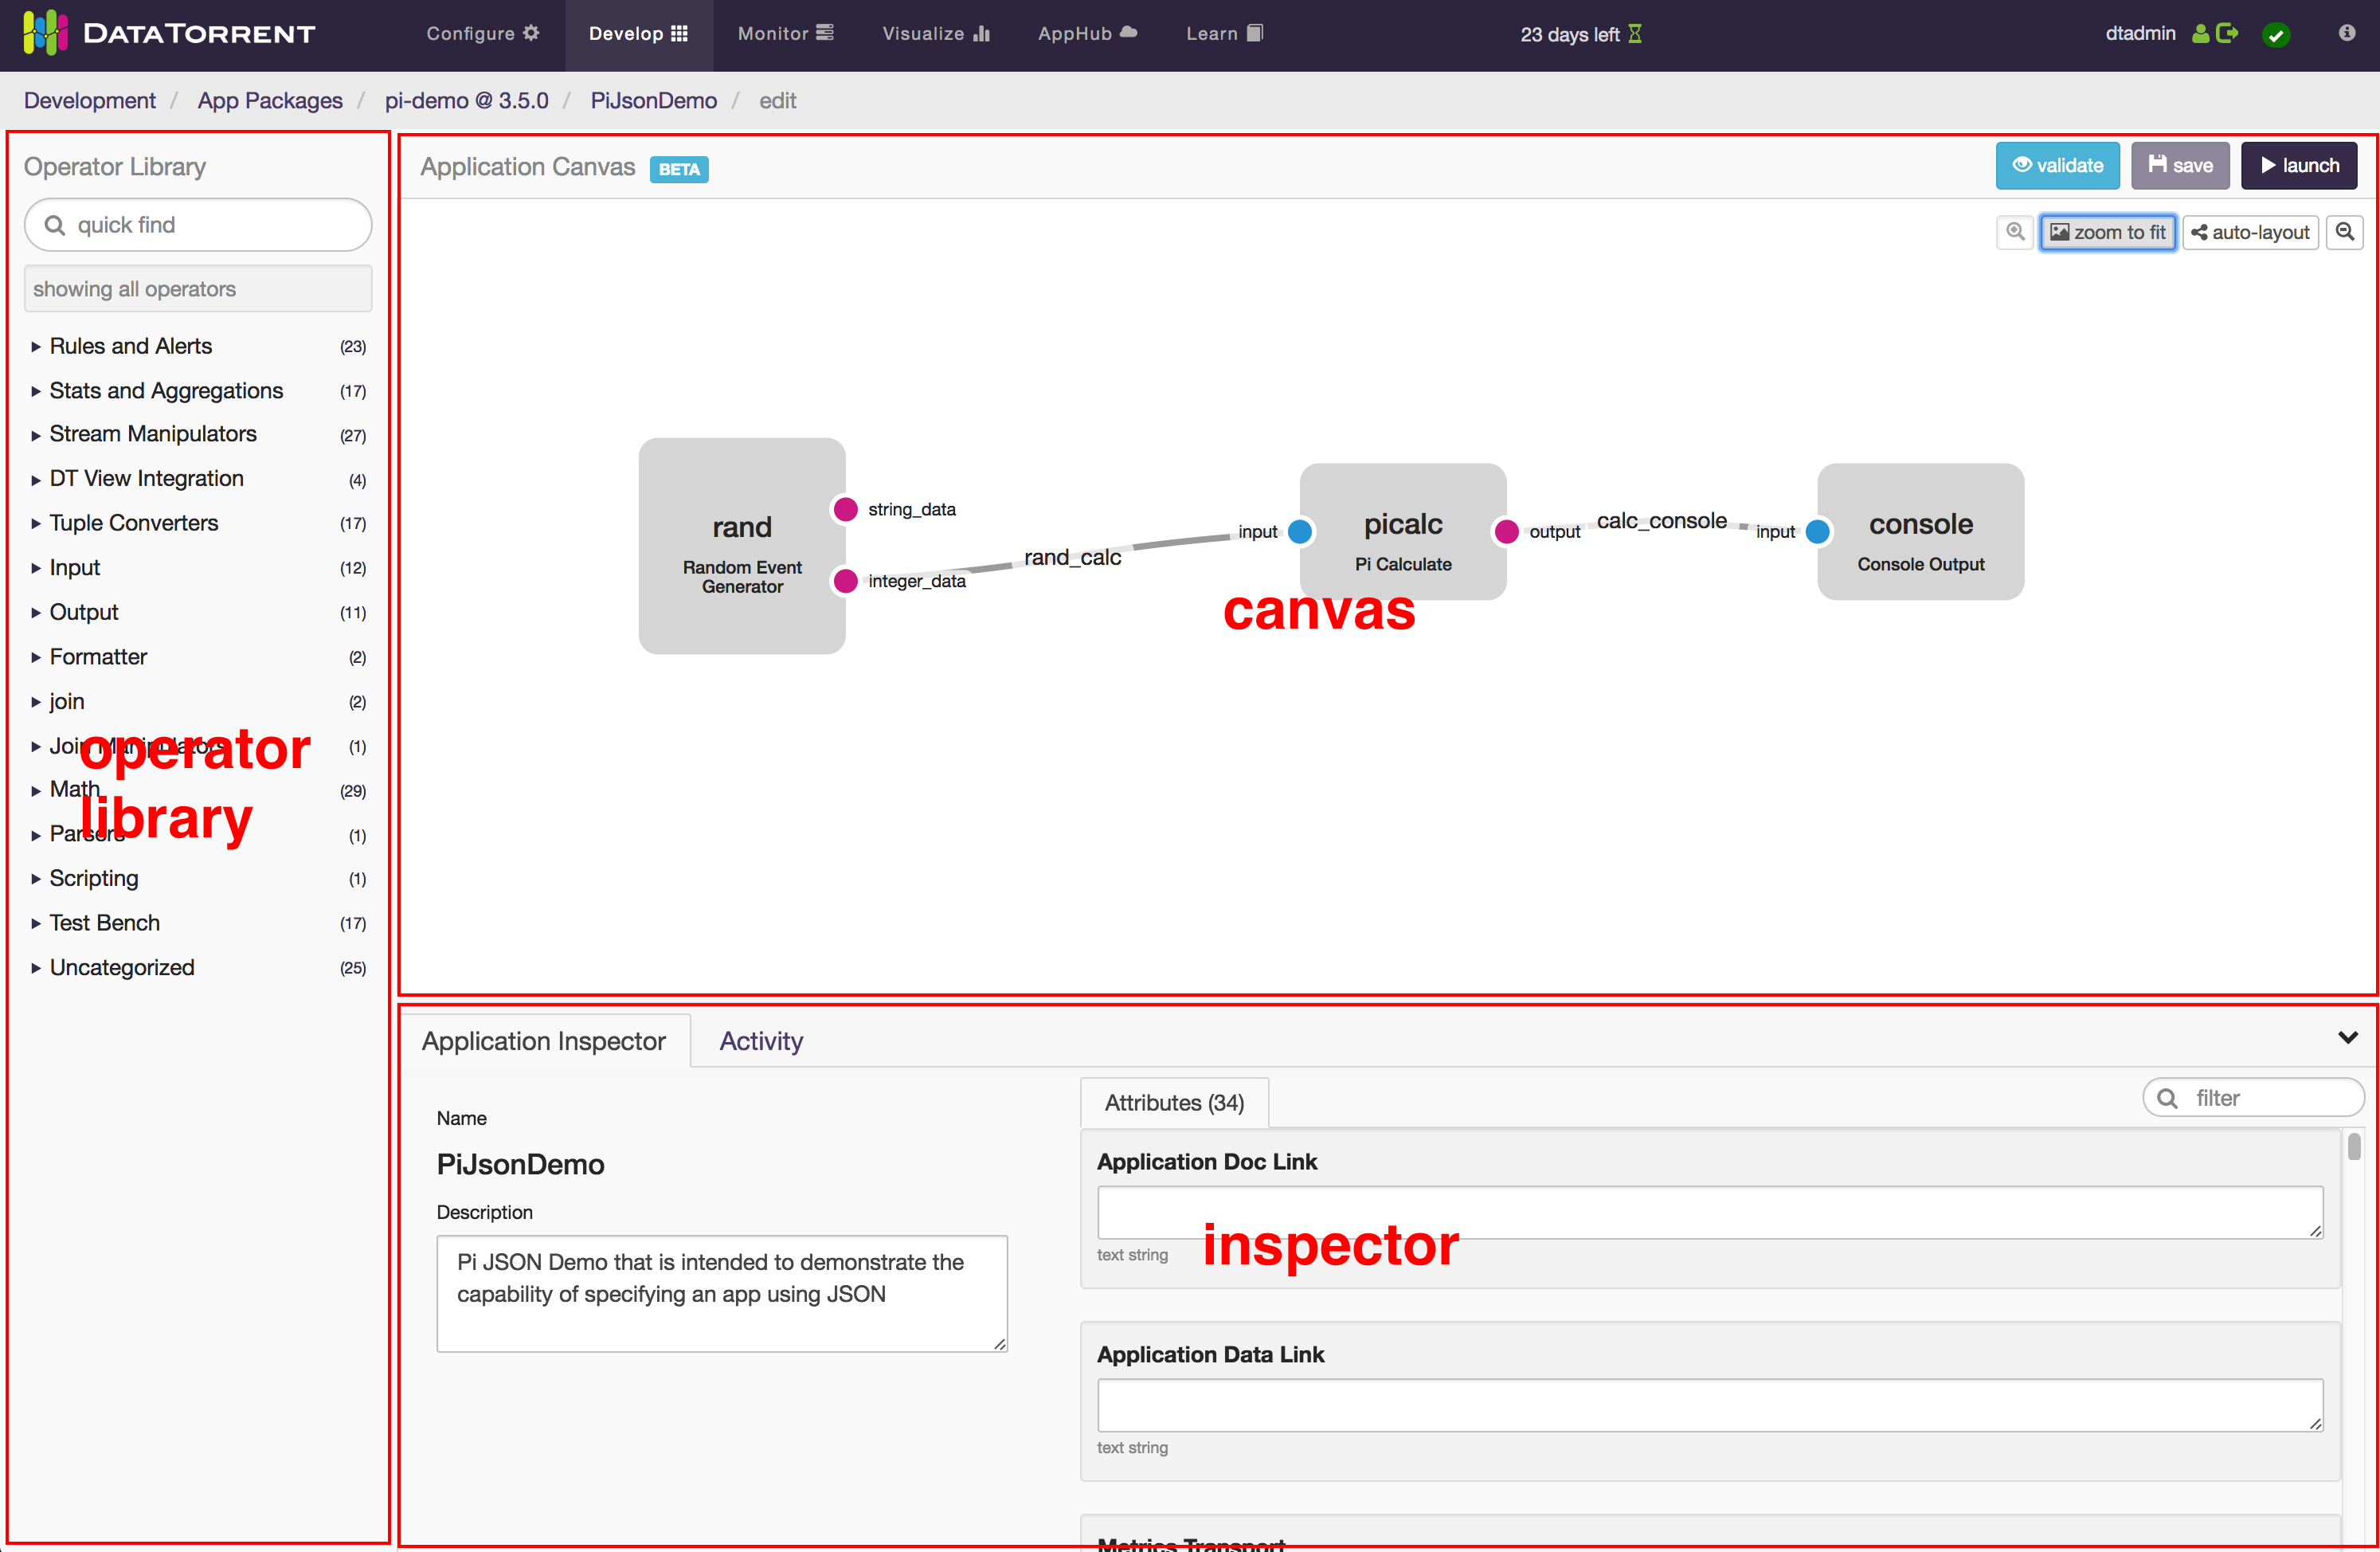 DATATORRENT
Configure
Develop
Monitor
Visualize
AppHub
Learn
23 days left
dtadmin
Development / App Packages / pi-demo @ 3.5.0 / PiJsonDemo / edit
Operator Library
quick find
showing all operators
Rules and Alerts (23)
Stats and Aggregations (17)
Stream Manipulators (27)
DT View Integration (4)
Tuple Converters (17)
Input (12)
Output (11)
Formatter (2)
join (2)
Join Manipulators (1)
Math (29)
Parsers (1)
Scripting (1)
Test Bench (17)
Uncategorized (25)
operator
library
Application Canvas BETA
validate
save
launch
zoom to fit
auto-layout
rand
Random Event
Generator
string_data
integer_data
rand_calc
input
picalc
Pi Calculate
output
calc_console
input
console
Console Output
canvas
Application Inspector
Activity
Name
PiJsonDemo
Description
Pi JSON Demo that is intended to demonstrate the
capability of specifying an app using JSON
Attributes (34)
filter
Application Doc Link
text string
inspector
Application Data Link
text string
Metrics Transport